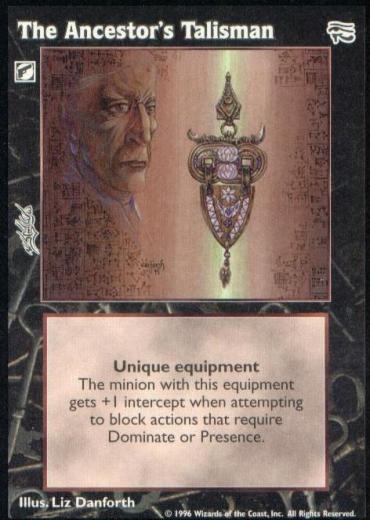 The Ancestor's Talisman
Unique equipment
The minion with this equipment
gets +1 intercept when attempting
to block actions that require
Dominate or Presence.
Illus. Liz Danforth
© 1996 Wizards of the Coast, Inc. All Rights Reserved.